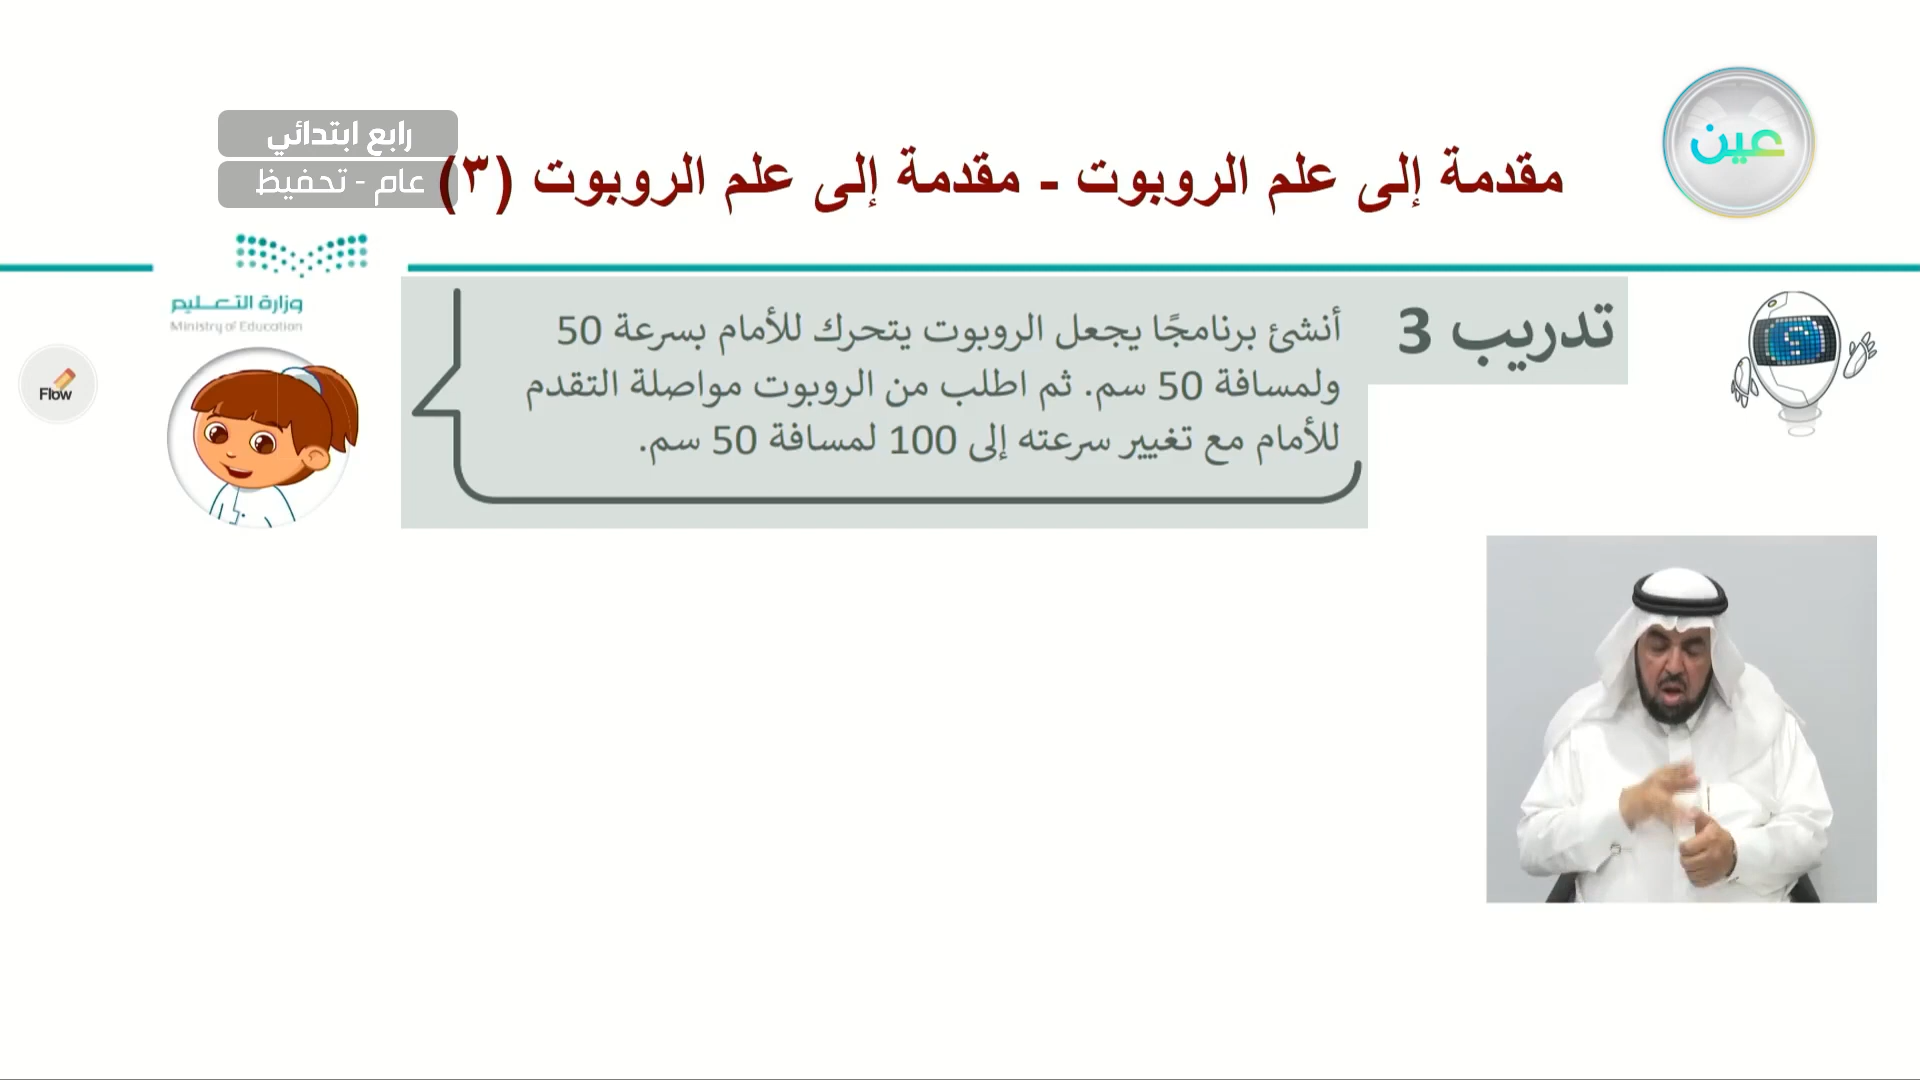 عين
رابع ابتدائي
عام - تحفيظ
مقدمة إلى علم الروبوت - مقدمة إلى علم الروبوت (٣)
وزارة التعليم
Ministry of Education
Flow
تدريب 3
أنشئ برنامجًا يجعل الروبوت يتحرك للأمام بسرعة 50
ولمسافة 50 سم. ثم اطلب من الروبوت مواصلة التقدم
للأمام مع تغيير سرعته إلى 100 لمسافة 50 سم.